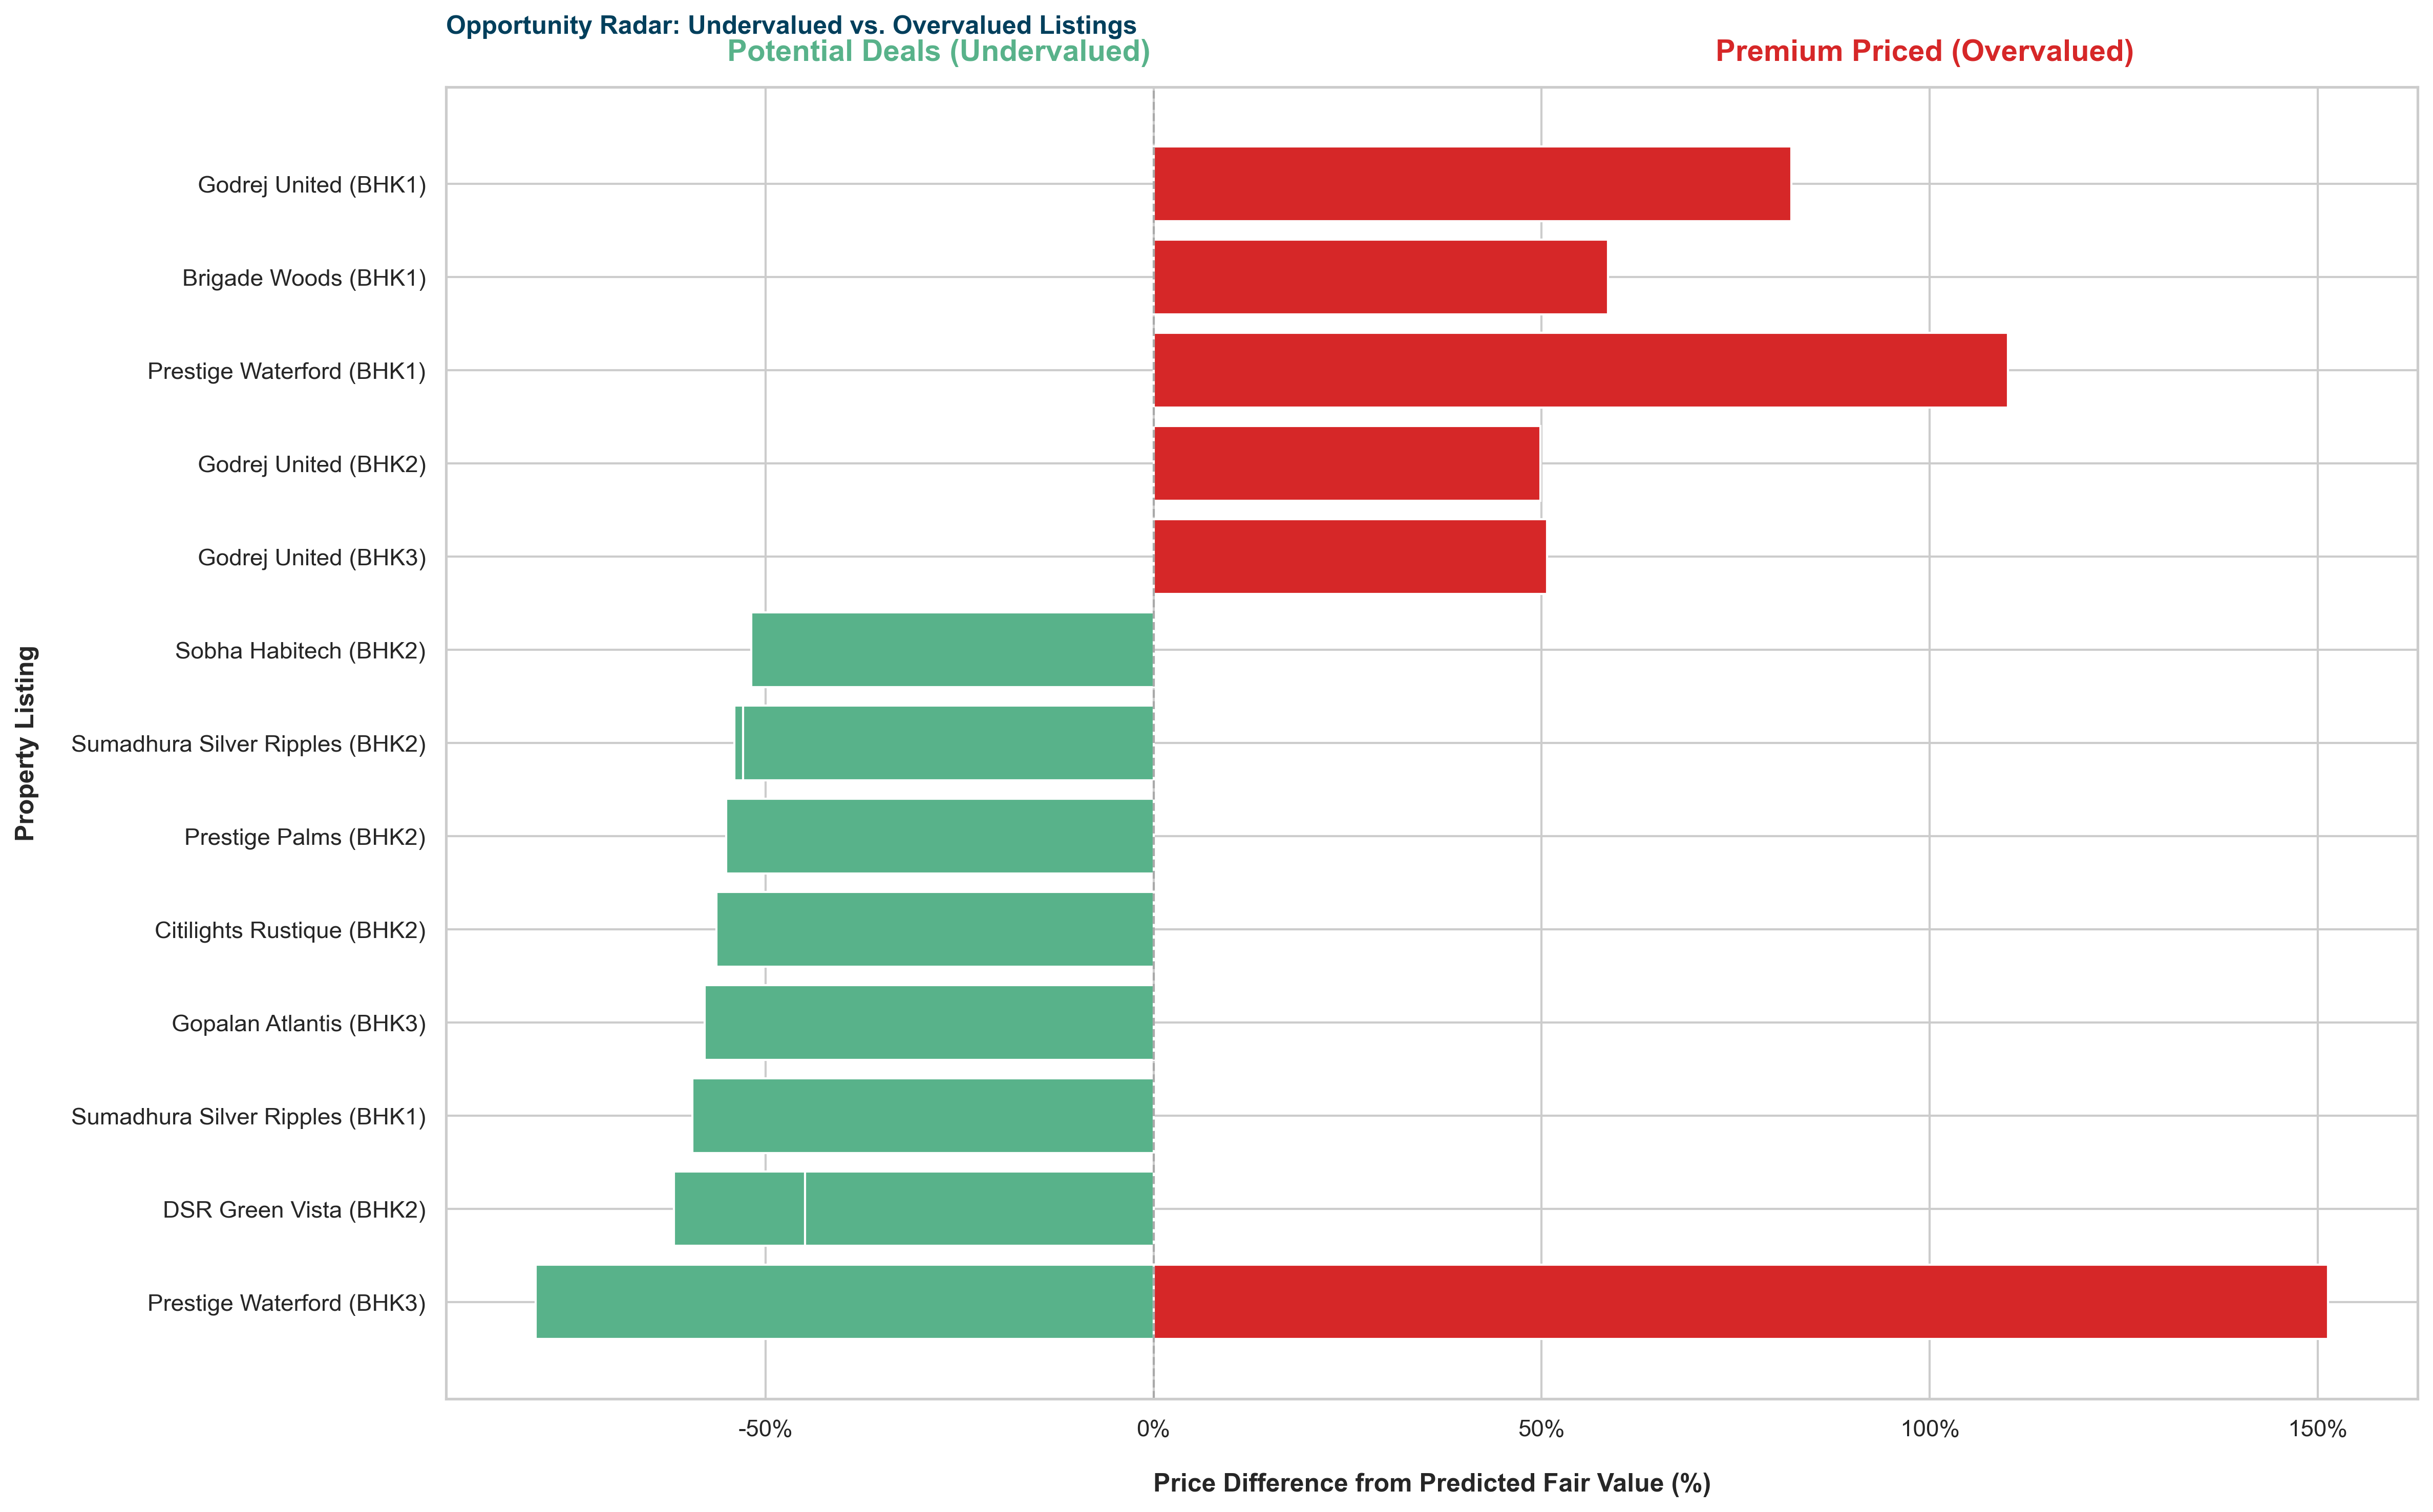 Opportunity Radar: Undervalued vs. Overvalued Listings
Potential Deals (Undervalued)
Premium Priced (Overvalued)
Property Listing
Godrej United (BHK1)
Brigade Woods (BHK1)
Prestige Waterford (BHK1)
Godrej United (BHK2)
Godrej United (BHK3)
Sobha Habitech (BHK2)
Sumadhura Silver Ripples (BHK2)
Prestige Palms (BHK2)
Citilights Rustique (BHK2)
Gopalan Atlantis (BHK3)
Sumadhura Silver Ripples (BHK1)
DSR Green Vista (BHK2)
Prestige Waterford (BHK3)
-50% 0% 50% 100% 150%
Price Difference from Predicted Fair Value (%)